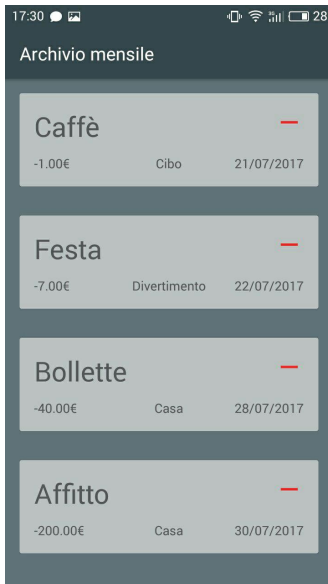 17:30 28
Archivio mensile
Caffè
-1.00€ Cibo 21/07/2017
Festa
-7.00€ Divertimento 22/07/2017
Bollette
-40.00€ Casa 28/07/2017
Affitto
-200.00€ Casa 30/07/2017